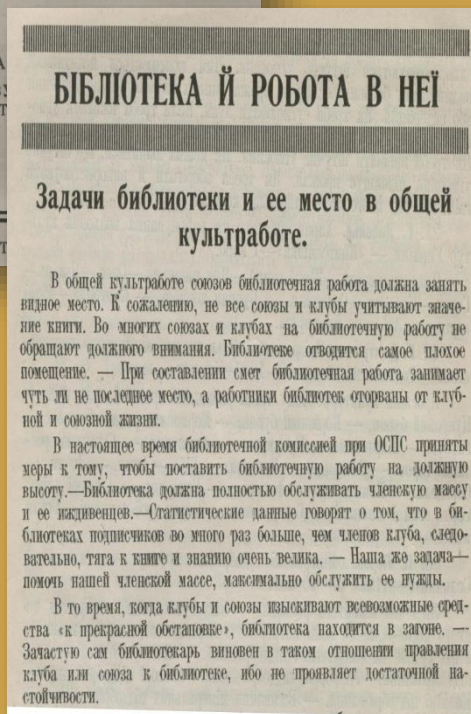 БІБЛІОТЕКА Й РОБОТА В НЕЇ
Задачи библиотеки и ее место в общей
культработе.
В общей культработе союзов библиотечная работа должна занять
видное место. К сожалению, не все союзы и клубы учитывают значе-
ние книги. Во многих союзах и клубах на библиотечную работу не
обращают должного внимания. Библиотеке отводится самое плохое
помещение. — При составлении смет библиотечная работа занимает
чуть ли не последнее место, а работники библиотек оторваны от клуб-
ной и союзной жизни.
В настоящее время библиотечной комиссией при ОСПС приняты
меры к тому, чтобы поставить библиотечную работу на должную
высоту.—Библиотека должна полностью обслуживать членскую массу
и ее иждивенцев.—Статистические данные говорят о том, что в би-
блиотеках подписчиков во много раз больше, чем членов клуба, следо-
вательно, тяга к книге и знанию очень велика. — Наша же задача—
помочь нашей членской массе, максимально обслужить ее нужды.
В то время, когда клубы и союзы изыскивают всевозможные сред-
ства «к прекрасной обстановке», библиотека находится в загоне. —
Зачастую сам библиотекарь виновен в таком отношении правления
клуба или союза к библиотеке, ибо не проявляет достаточной на-
стойчивости.